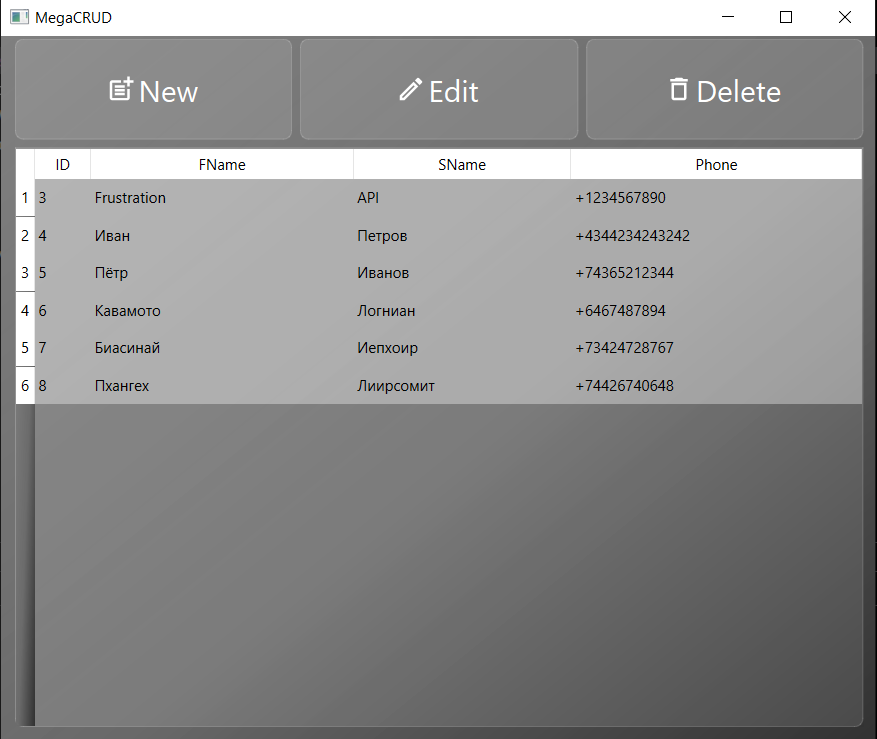 MegaCRUD
New Edit Delete
ID FName SName Phone
1 3 Frustration API +1234567890
2 4 Иван Петров +4344234243242
3 5 Пётр Иванов +74365212344
4 6 Кавамото Логниан +6467487894
5 7 Биасинай Иепхоир +73424728767
6 8 Пхангех Лиирсомит +74426740648